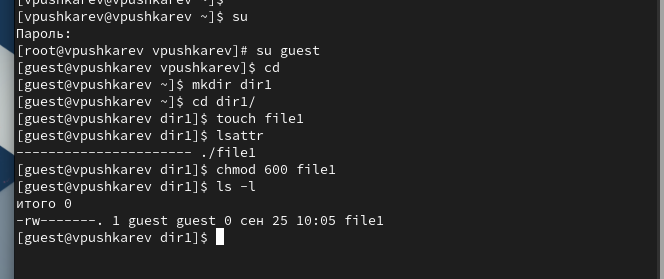 [vpushkarev@vpushkarev ~]$
[vpushkarev@vpushkarev ~]$ su
Пароль:
[root@vpushkarev vpushkarev]# su guest
[guest@vpushkarev vpushkarev]$ cd
[guest@vpushkarev ~]$ mkdir dir1
[guest@vpushkarev ~]$ cd dir1/
[guest@vpushkarev dir1]$ touch file1
[guest@vpushkarev dir1]$ lsattr
---------------------- ./file1
[guest@vpushkarev dir1]$ chmod 600 file1
[guest@vpushkarev dir1]$ ls -l
итого 0
-rw-------. 1 guest guest 0 сен 25 10:05 file1
[guest@vpushkarev dir1]$